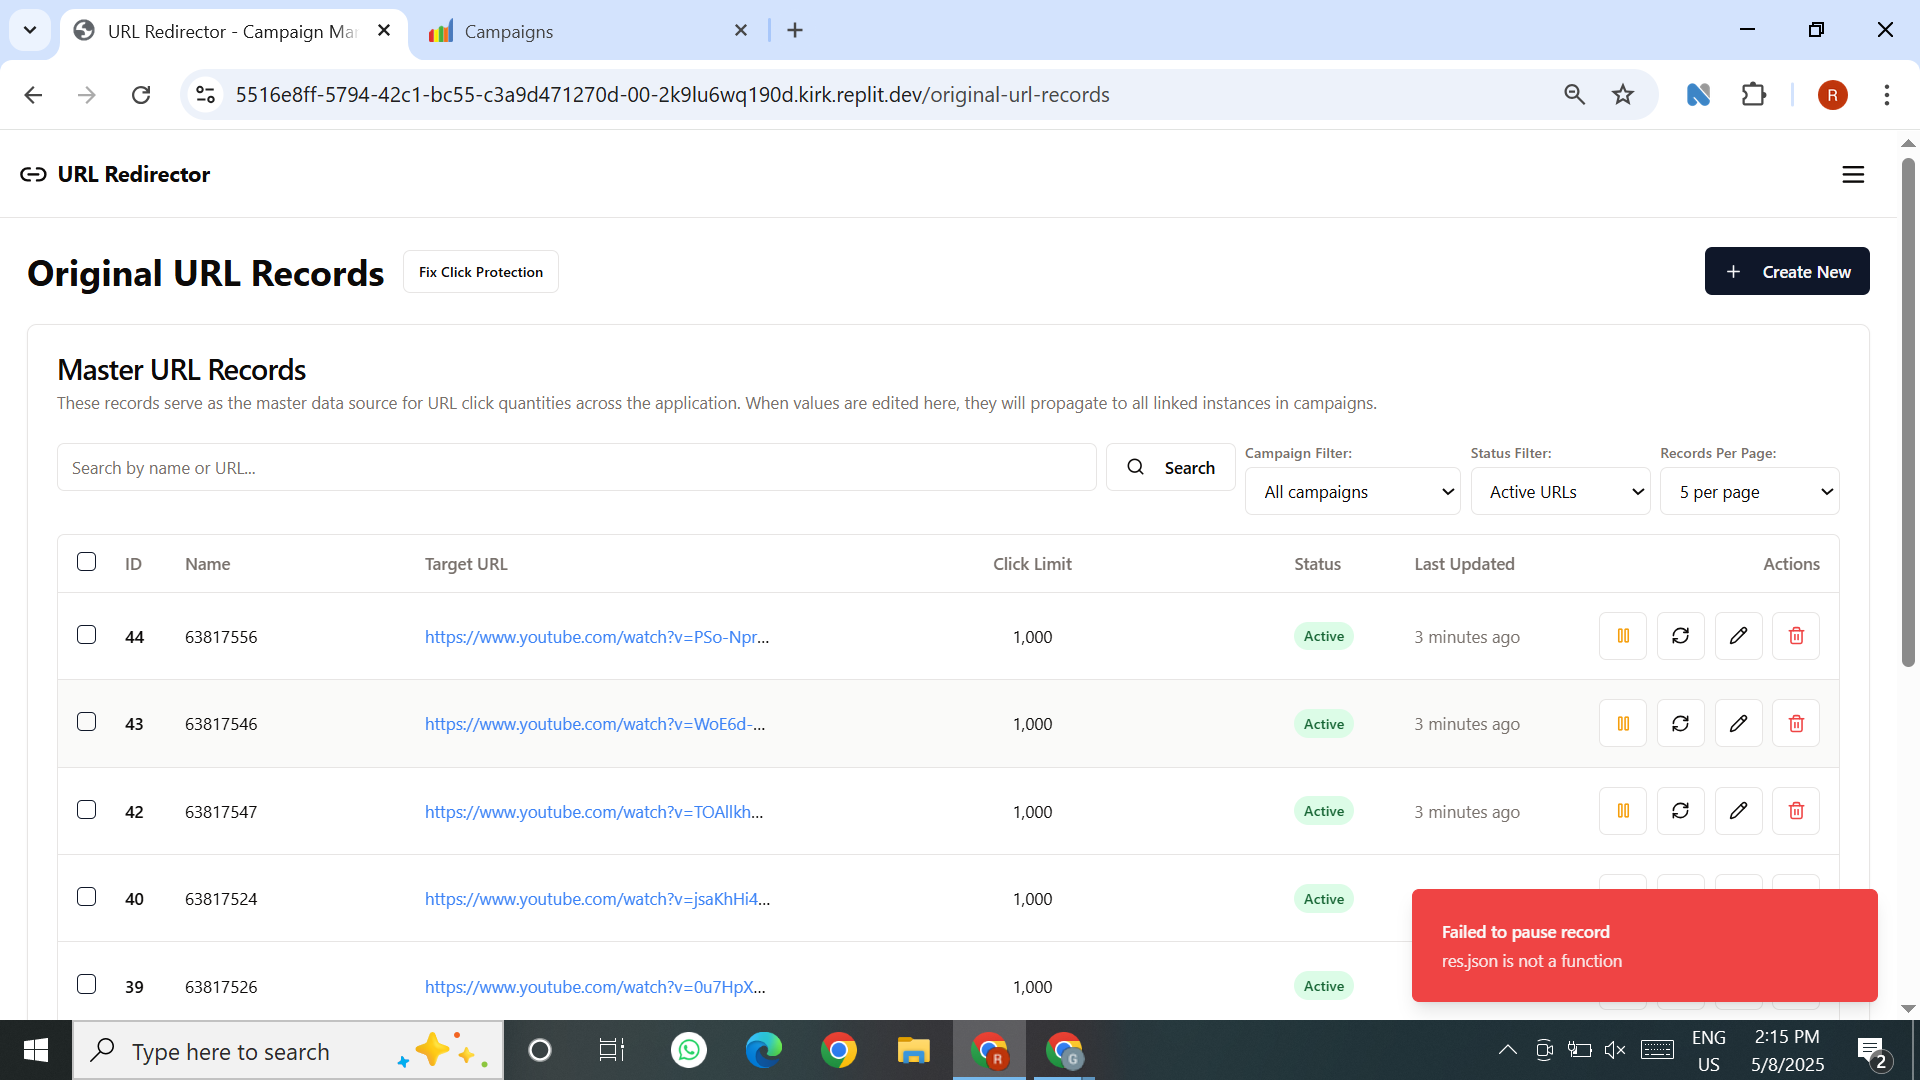 URL Redirector - Campaign Ma
Campaigns
5516e8ff-5794-42c1-bc55-c3a9d471270d-00-2k9lu6wq190d.kirk.replit.dev/original-url-records
R
URL Redirector
Original URL Records
Fix Click Protection
+ Create New
Master URL Records
These records serve as the master data source for URL click quantities across the application. When values are edited here, they will propagate to all linked instances in campaigns.
Search by name or URL...
Search
Campaign Filter:
All campaigns
Status Filter:
Active URLs
Records Per Page:
5 per page
ID Name Target URL Click Limit Status Last Updated Actions
44 63817556 https://www.youtube.com/watch?v=PSo-Npr... 1,000 Active 3 minutes ago
43 63817546 https://www.youtube.com/watch?v=WoE6d-... 1,000 Active 3 minutes ago
42 63817547 https://www.youtube.com/watch?v=TOAllkh... 1,000 Active 3 minutes ago
40 63817524 https://www.youtube.com/watch?v=jsaKhHi4... 1,000 Active
39 63817526 https://www.youtube.com/watch?v=0u7HpX... 1,000 Active
Failed to pause record
res.json is not a function
Type here to search
R
G
ENG
US
2:15 PM
5/8/2025
2